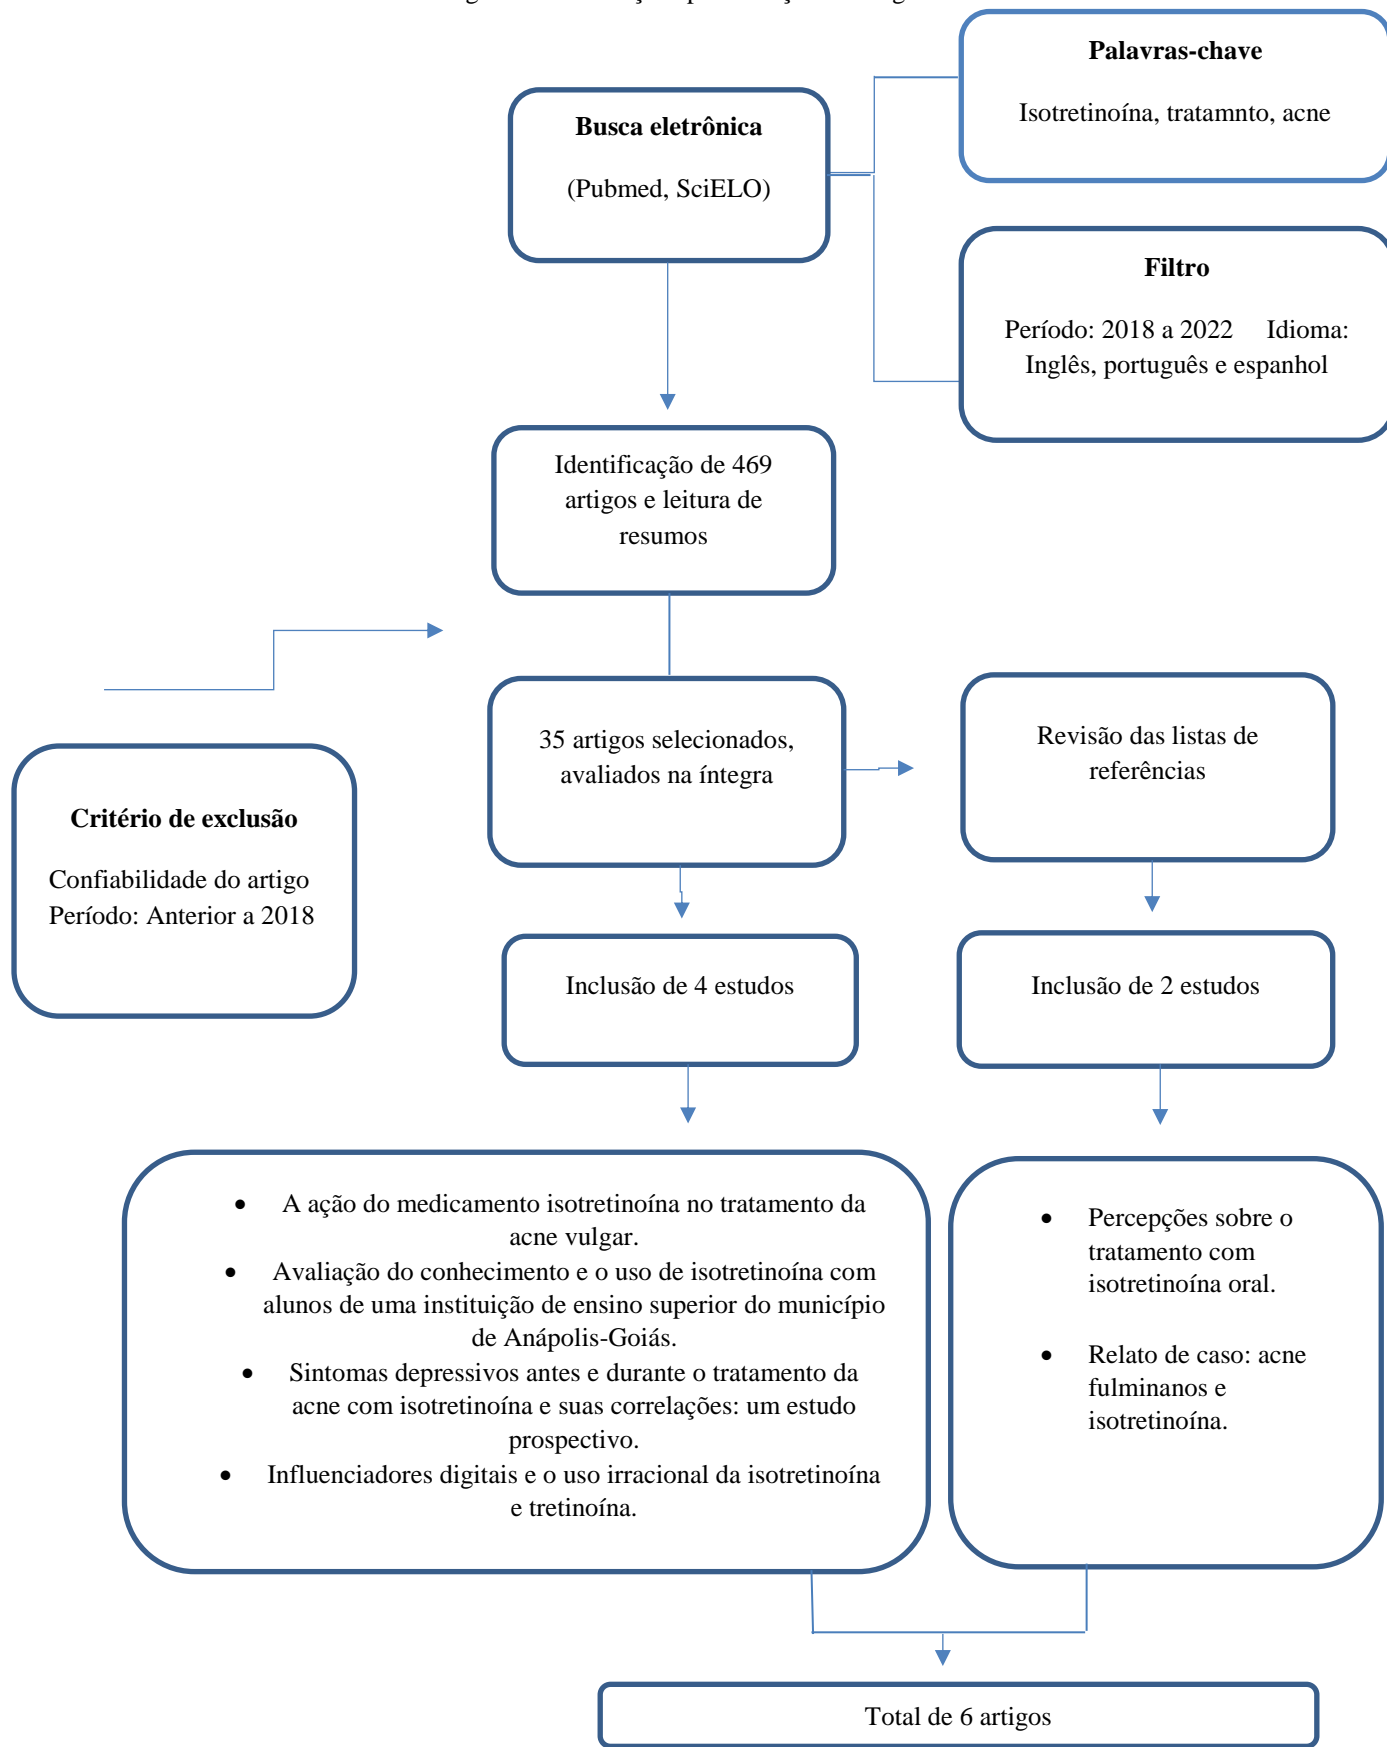 Palavras-chave
Isotretinoína, tratamnto, acne
Busca eletrônica
(Pubmed, SciELO)
Filtro
Período: 2018 a 2022 Idioma:
Inglês, português e espanhol
Identificação de 469
artigos e leitura de
resumos
35 artigos selecionados,
avaliados na íntegra
Revisão das listas de
referências
Critério de exclusão
Confiabilidade do artigo
Período: Anterior a 2018
Inclusão de 4 estudos
Inclusão de 2 estudos
• A ação do medicamento isotretinoína no tratamento da
acne vulgar.
• Avaliação do conhecimento e o uso de isotretinoína com
alunos de uma instituição de ensino superior do município
de Anápolis-Goiás.
• Sintomas depressivos antes e durante o tratamento da
acne com isotretinoína e suas correlações: um estudo
prospectivo.
• Influenciadores digitais e o uso irracional da isotretinoína
e tretinoína.
• Percepções sobre o
tratamento com
isotretinoína oral.
• Relato de caso: acne
fulminanos e
isotretinoína.
Total de 6 artigos